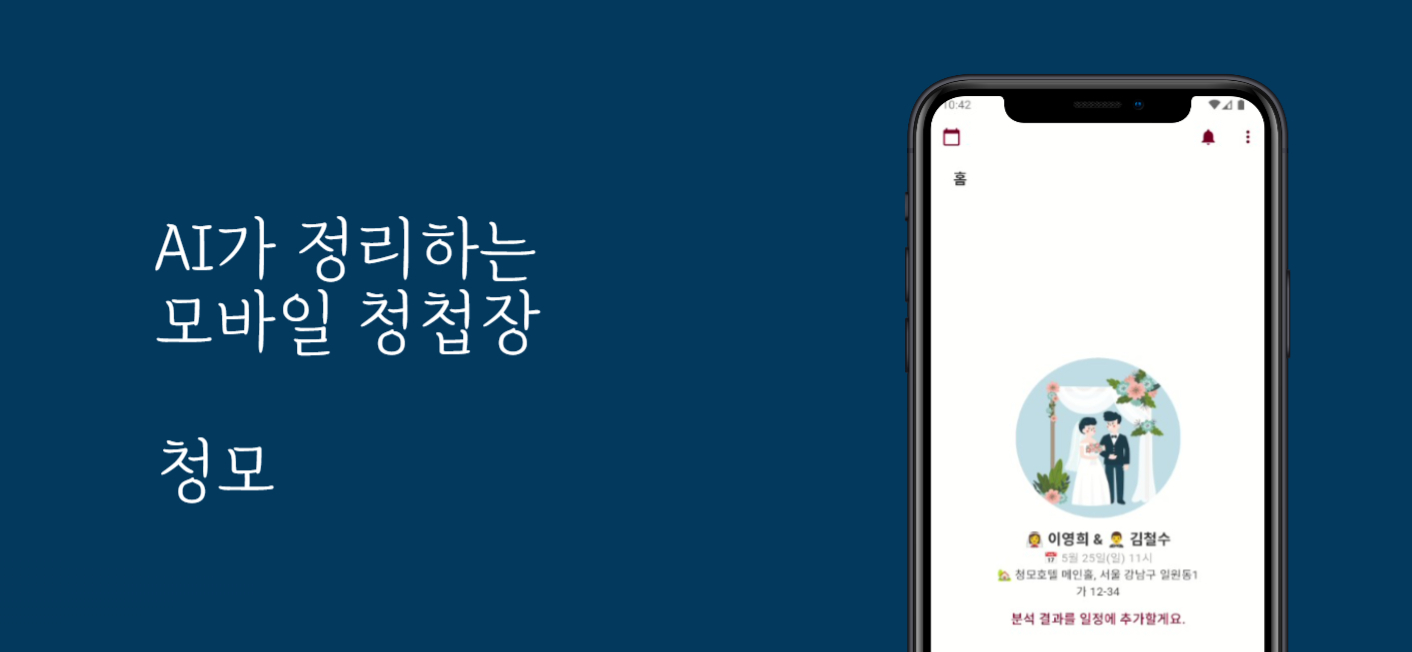 AI가 정리하는
모바일 청첩장
청모
10:42
홈
👰 이영희 & 🤵 김철수
📅 5월 25일(일) 11시
🏡 청모호텔 메인홀, 서울 강남구 일원동1
가 12-34
분석 결과를 일정에 추가할게요.